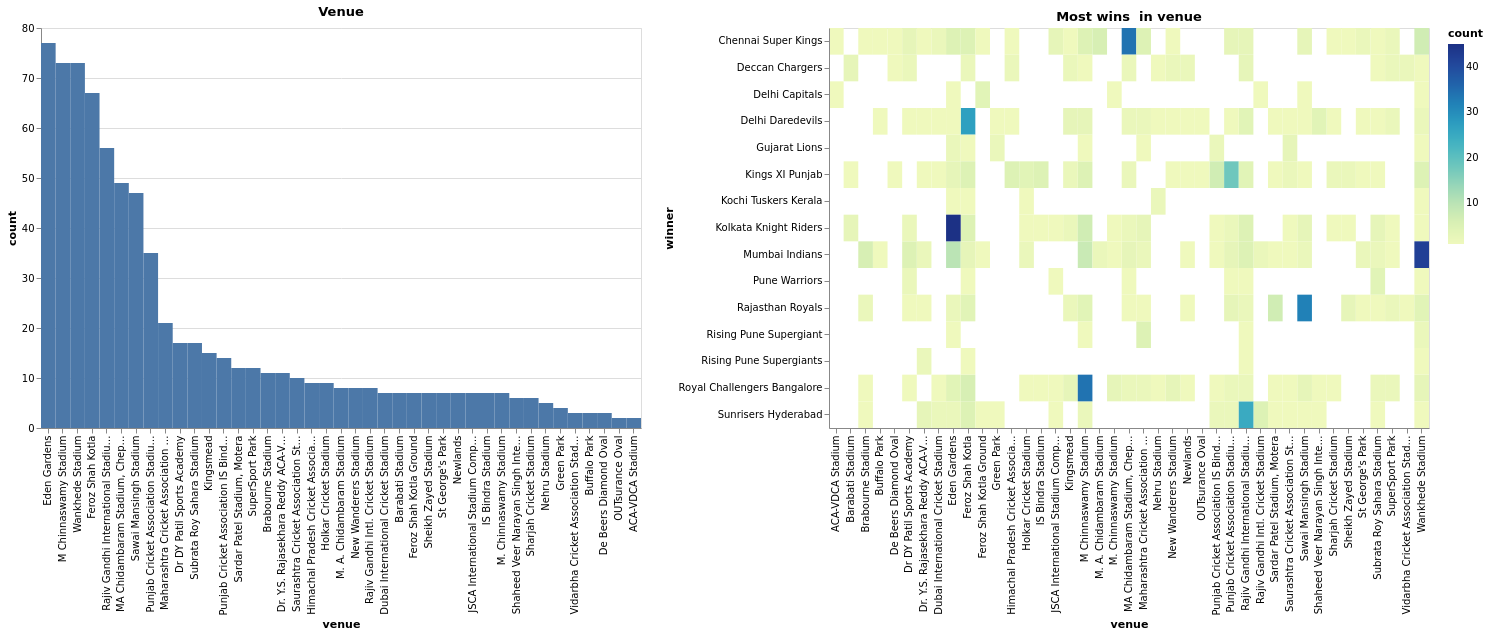 Venue
80
70
60
50
40
30
20
10
0
count
Eden Gardens
M Chinnaswamy Stadium
Wankhede Stadium
Feroz Shah Kotla
Rajiv Gandhi International Stadiu…
MA Chidambaram Stadium, Chep…
Sawai Mansingh Stadium
Punjab Cricket Association Stadiu…
Maharashtra Cricket Association …
Dr DY Patil Sports Academy
Subrata Roy Sahara Stadium
Kingsmead
Punjab Cricket Association IS Bind…
Sardar Patel Stadium, Motera
SuperSport Park
Brabourne Stadium
Dr. Y.S. Rajasekhara Reddy ACA-V…
Saurashtra Cricket Association St…
Himachal Pradesh Cricket Associa…
Holkar Cricket Stadium
M. A. Chidambaram Stadium
New Wanderers Stadium
Rajiv Gandhi Intl. Cricket Stadium
Dubai International Cricket Stadium
Barabati Stadium
Feroz Shah Kotla Ground
Sheikh Zayed Stadium
St George's Park
Newlands
JSCA International Stadium Comp…
IS Bindra Stadium
M. Chinnaswamy Stadium
Shaheed Veer Narayan Singh Inte…
Sharjah Cricket Stadium
Nehru Stadium
Green Park
Vidarbha Cricket Association Stad…
Buffalo Park
De Beers Diamond Oval
OUTsurance Oval
ACA-VDCA Stadium
venue
Most wins  in venue
winner
Chennai Super Kings
Deccan Chargers
Delhi Capitals
Delhi Daredevils
Gujarat Lions
Kings XI Punjab
Kochi Tuskers Kerala
Kolkata Knight Riders
Mumbai Indians
Pune Warriors
Rajasthan Royals
Rising Pune Supergiant
Rising Pune Supergiants
Royal Challengers Bangalore
Sunrisers Hyderabad
ACA-VDCA Stadium
Barabati Stadium
Brabourne Stadium
Buffalo Park
De Beers Diamond Oval
Dr DY Patil Sports Academy
Dr. Y.S. Rajasekhara Reddy ACA-V…
Dubai International Cricket Stadium
Eden Gardens
Feroz Shah Kotla
Feroz Shah Kotla Ground
Green Park
Himachal Pradesh Cricket Associa…
Holkar Cricket Stadium
IS Bindra Stadium
JSCA International Stadium Comp…
Kingsmead
M Chinnaswamy Stadium
M. A. Chidambaram Stadium
M. Chinnaswamy Stadium
MA Chidambaram Stadium, Chep…
Maharashtra Cricket Association …
Nehru Stadium
New Wanderers Stadium
Newlands
OUTsurance Oval
Punjab Cricket Association IS Bind…
Punjab Cricket Association Stadiu…
Rajiv Gandhi International Stadiu…
Rajiv Gandhi Intl. Cricket Stadium
Sardar Patel Stadium, Motera
Saurashtra Cricket Association St…
Sawai Mansingh Stadium
Shaheed Veer Narayan Singh Inte…
Sharjah Cricket Stadium
Sheikh Zayed Stadium
St George's Park
Subrata Roy Sahara Stadium
SuperSport Park
Vidarbha Cricket Association Stad…
Wankhede Stadium
venue
count
40
30
20
10